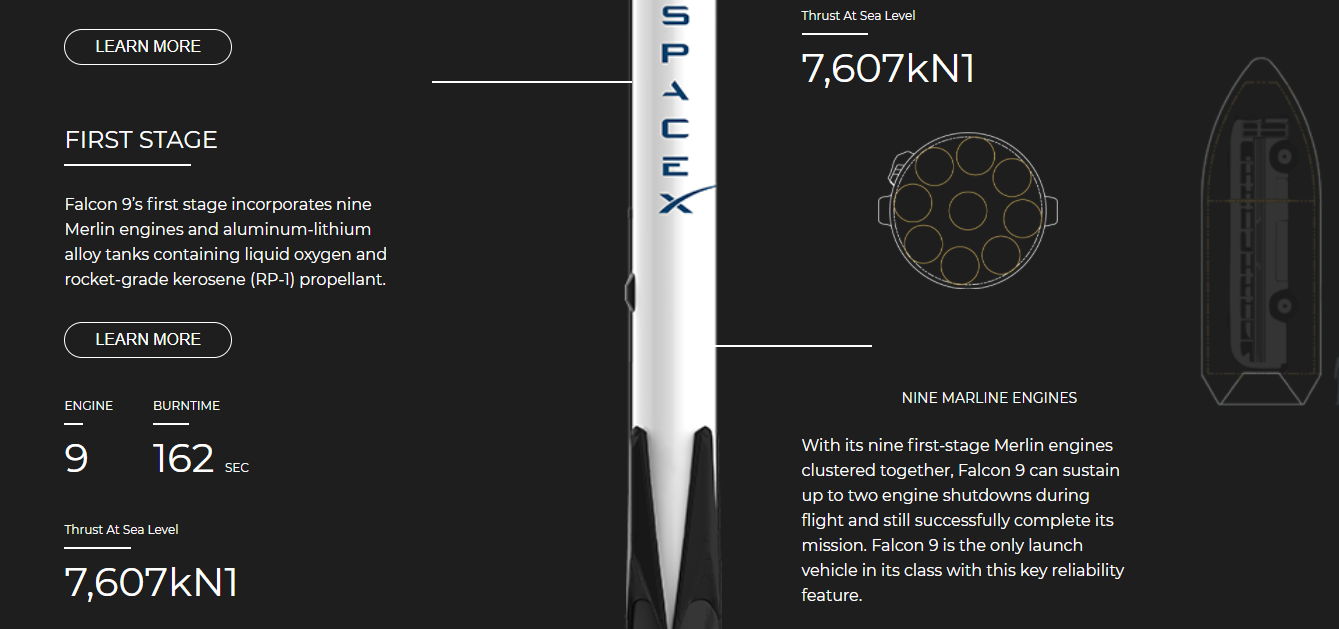 LEARN MORE
FIRST STAGE
Falcon 9’s first stage incorporates nine
Merlin engines and aluminum-lithium
alloy tanks containing liquid oxygen and
rocket-grade kerosene (RP-1) propellant.
LEARN MORE
ENGINE BURNTIME
9 162 SEC
Thrust At Sea Level
7,607kN1
SPACEX
Thrust At Sea Level
7,607kN1
NINE MARLINE ENGINES
With its nine first-stage Merlin engines
clustered together, Falcon 9 can sustain
up to two engine shutdowns during
flight and still successfully complete its
mission. Falcon 9 is the only launch
vehicle in its class with this key reliability
feature.